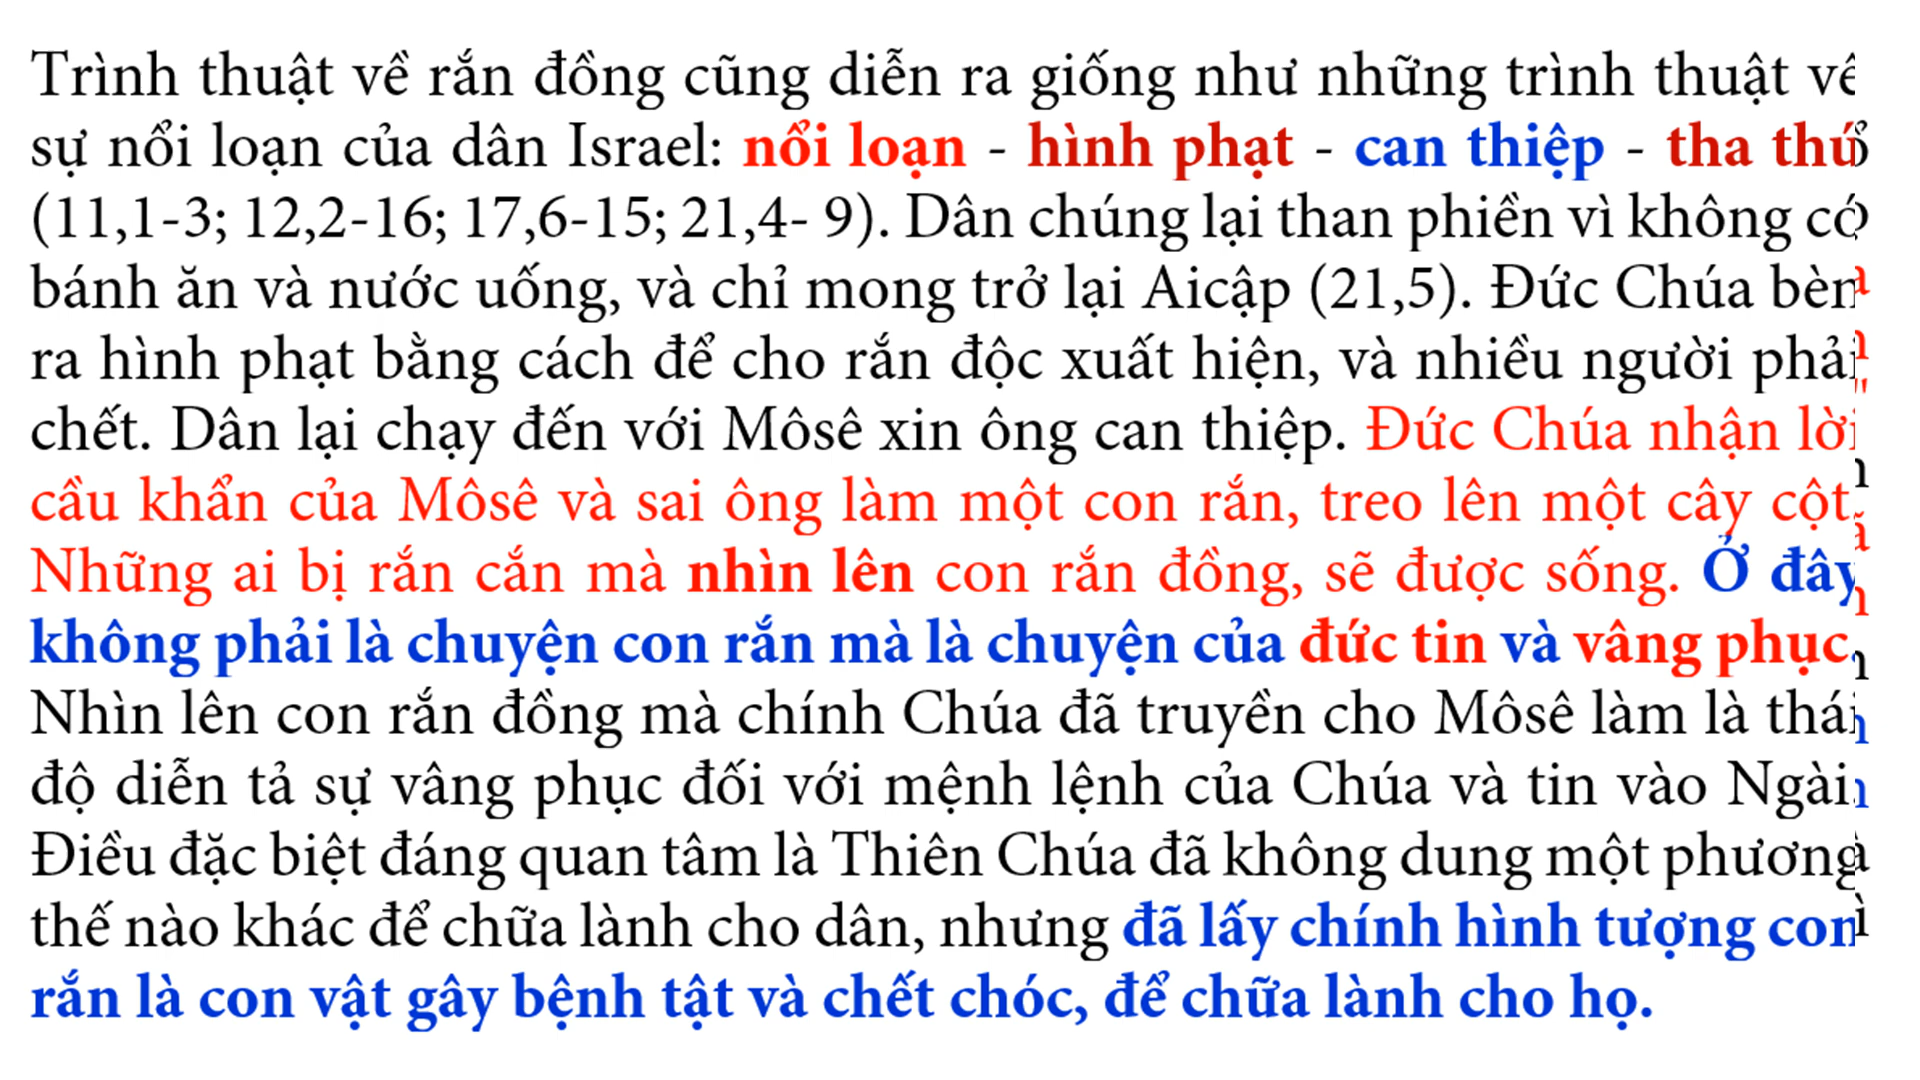 Trình thuật về rắn đồng cũng diễn ra giống như những trình thuật về
sự nổi loạn của dân Israel: nổi loạn - hình phạt - can thiệp - tha thứ
(11,1-3; 12,2-16; 17,6-15; 21,4- 9). Dân chúng lại than phiền vì không có
bánh ăn và nước uống, và chỉ mong trở lại Aicập (21,5). Đức Chúa bèn
ra hình phạt bằng cách để cho rắn độc xuất hiện, và nhiều người phải
chết. Dân lại chạy đến với Môsê xin ông can thiệp. Đức Chúa nhận lời
cầu khẩn của Môsê và sai ông làm một con rắn, treo lên một cây cột.
Những ai bị rắn cắn mà nhìn lên con rắn đồng, sẽ được sống. Ở đây
không phải là chuyện con rắn mà là chuyện của đức tin và vâng phục.
Nhìn lên con rắn đồng mà chính Chúa đã truyền cho Môsê làm là thái
độ diễn tả sự vâng phục đối với mệnh lệnh của Chúa và tin vào Ngài.
Điều đặc biệt đáng quan tâm là Thiên Chúa đã không dung một phương
thế nào khác để chữa lành cho dân, nhưng đã lấy chính hình tượng con
rắn là con vật gây bệnh tật và chết chóc, để chữa lành cho họ.